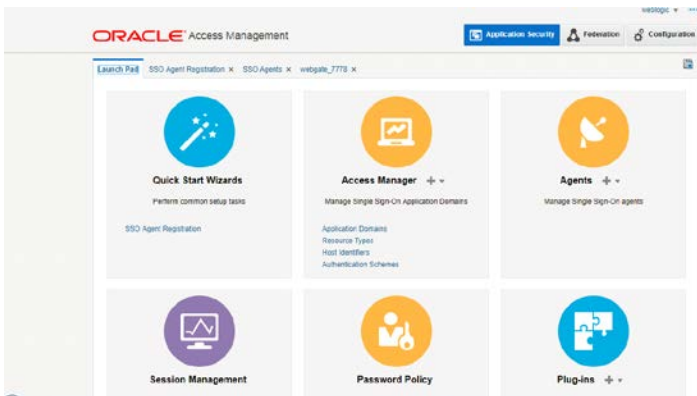 weblogic
ORACLE Access Management
Application Security
Federation
Configuration
Launch Pad
SSO Agent Registration ×
SSO Agents ×
webgate_7778 ×
Quick Start Wizards
Perform common setup tasks
SSO Agent Registration
Access Manager
Manage Single Sign-On Application Domains
Application Domains
Resource Types
Host Identifiers
Authentication Schemes
Agents
Manage Single Sign-On agents
Session Management
Password Policy
Plug-ins